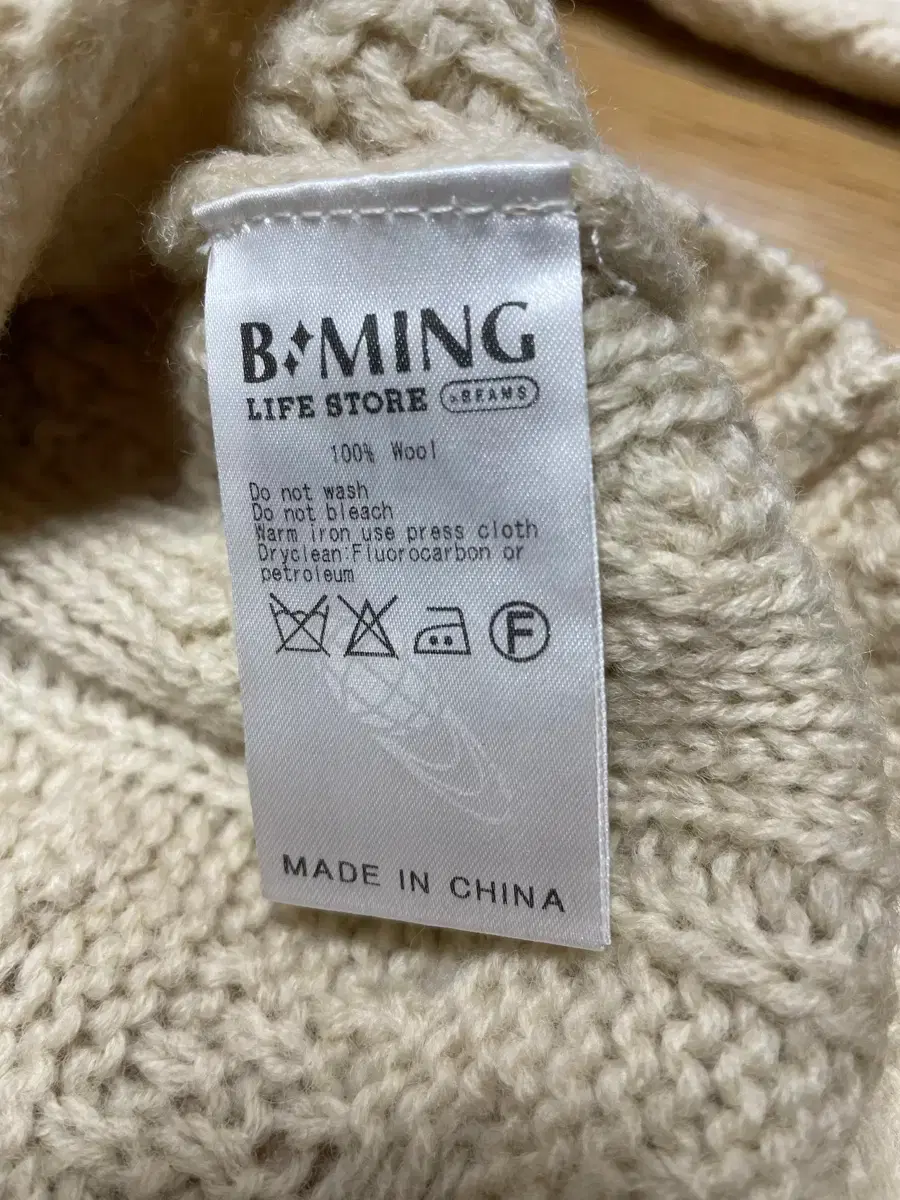 B MING
LIFE STORE by BEAMS
100% Wool
Do not wash
Do not bleach
Warm iron use press cloth
Dryclean:Fluorocarbon or
petroleum
F
MADE IN CHINA